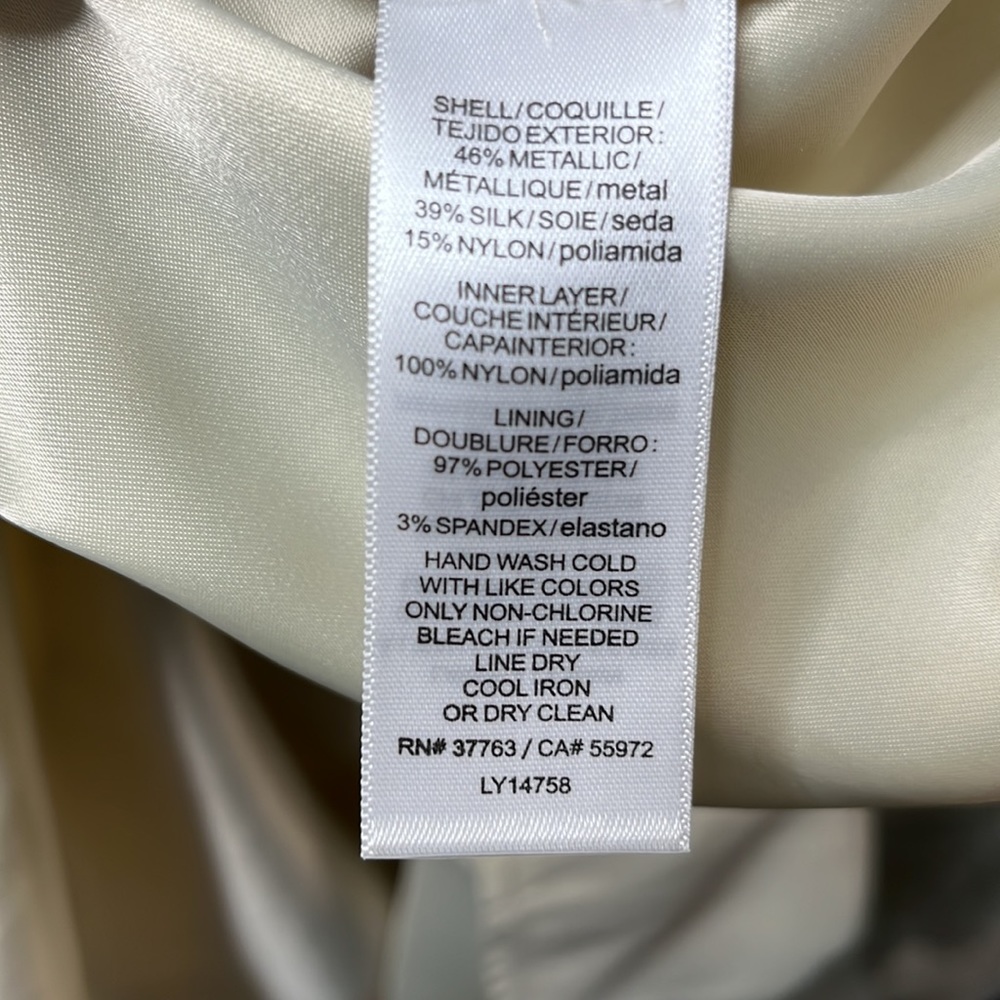 SHELL/COQUILLE/
TEJIDO EXTERIOR:
46% METALLIC/
MÉTALLIQUE/metal
39% SILK/SOIE/seda
15% NYLON/poliamida
INNER LAYER/
COUCHE INTÉRIEUR/
CAPAINTERIOR:
100% NYLON/poliamida
LINING/
DOUBLURE/FORRO:
97% POLYESTER/
poliéster
3% SPANDEX/elastano
HAND WASH COLD
WITH LIKE COLORS
ONLY NON-CHLORINE
BLEACH IF NEEDED
LINE DRY
COOL IRON
OR DRY CLEAN
RN# 37763 / CA# 55972
LY14758